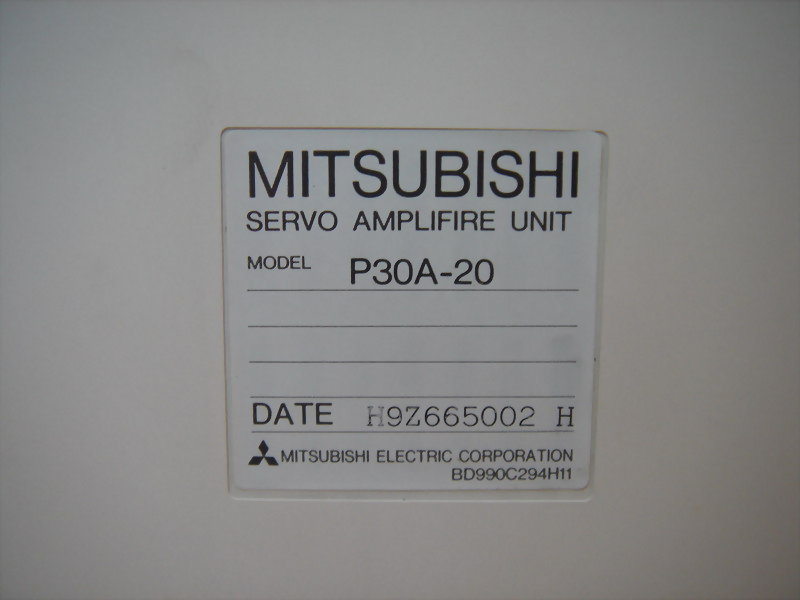 MITSUBISHI
SERVO AMPLIFIRE UNIT
MODEL P30A-20
DATE H9Z665002 H
MITSUBISHI ELECTRIC CORPORATION
BD990C294H11